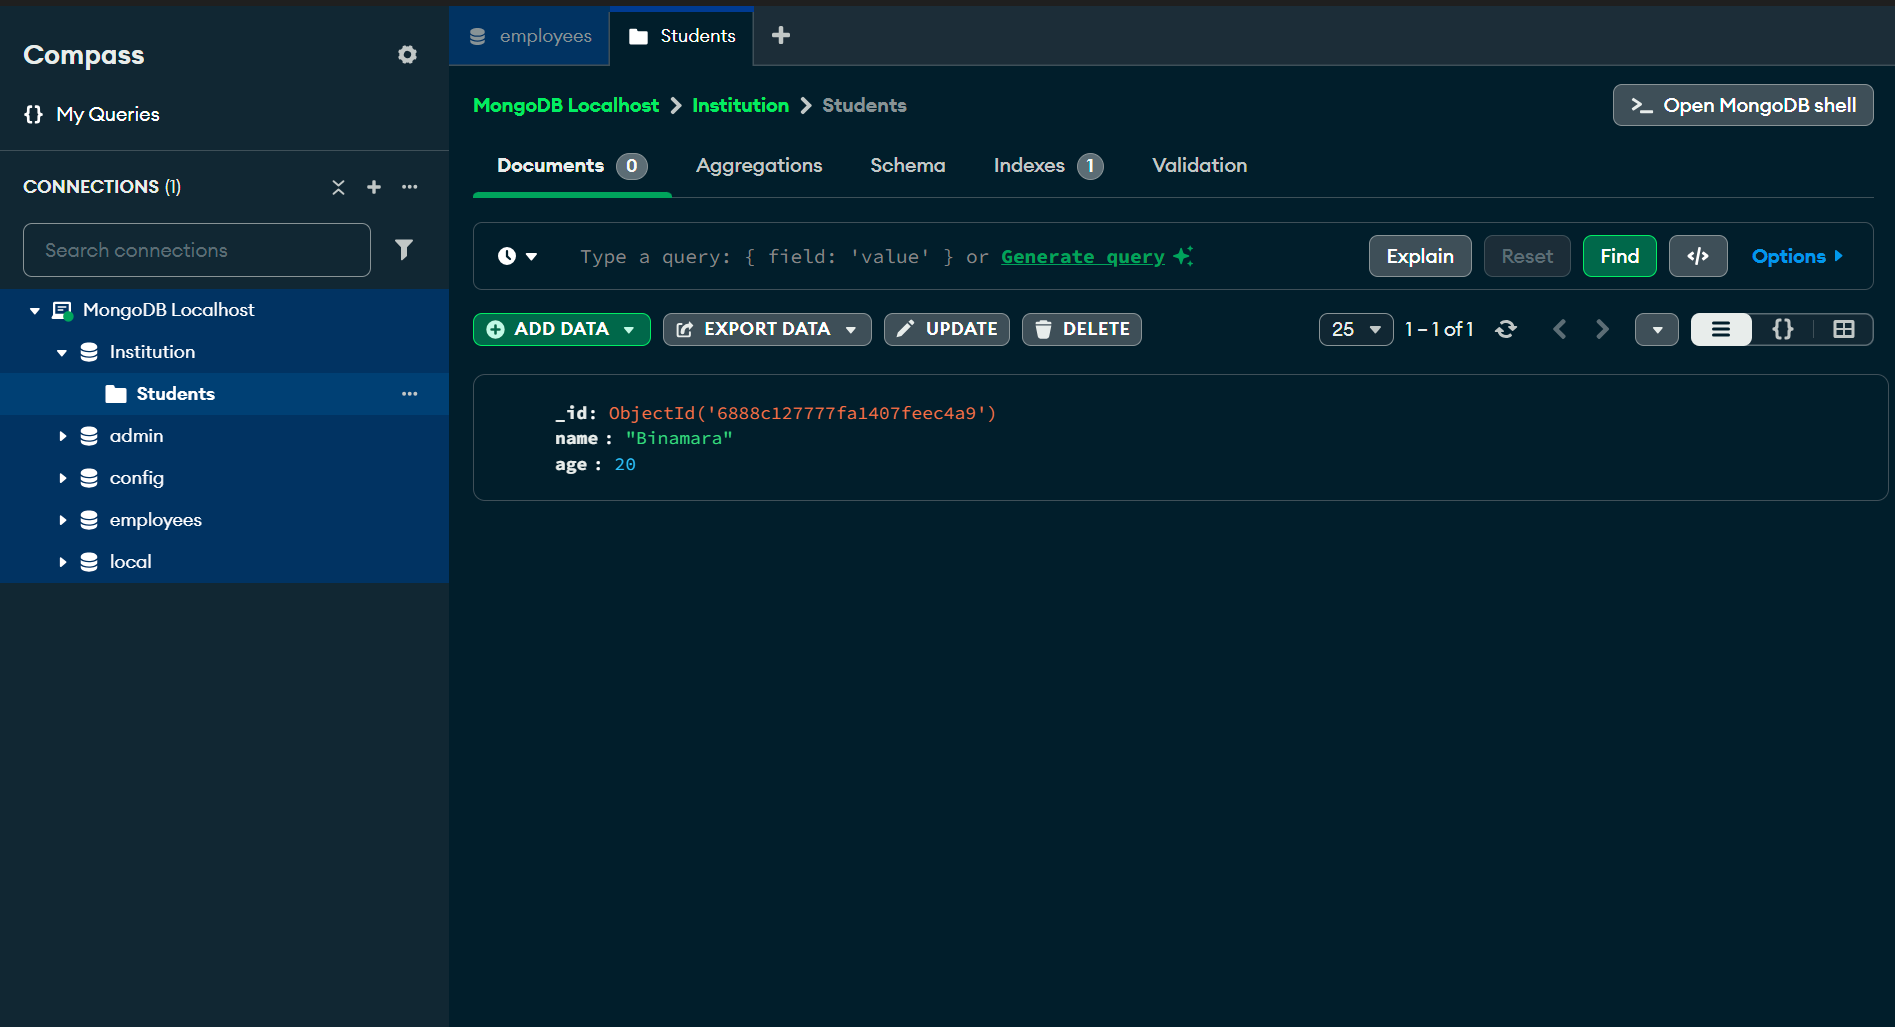 Compass
{} My Queries
CONNECTIONS (1)
Search connections
MongoDB Localhost
Institution
Students
admin
config
employees
local
employees
Students
MongoDB Localhost > Institution > Students
>_ Open MongoDB shell
Documents 0 Aggregations Schema Indexes 1 Validation
Type a query: { field: 'value' } or Generate query
Explain Reset Find </> Options
ADD DATA EXPORT DATA UPDATE DELETE
25 1 – 1 of 1 {}
_id: ObjectId('6888c127777fa1407feec4a9')
name : "Binamara"
age : 20